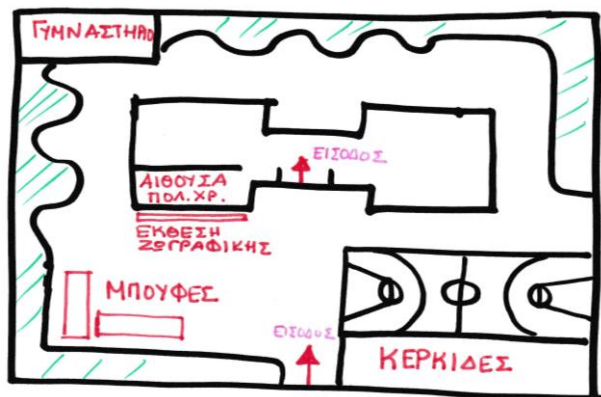 ΓΥΜΝΑΣΤΗΡΙΟ
ΕΙΣΟΔΟΣ
ΑΙΘΟΥΣΑ
ΠΟΛ.ΧΡ.
ΕΚΘΕΣΗ
ΖΩΓΡΑΦΙΚΗΣ
ΜΠΟΥΦΕΣ
ΕΙΣΟΔΟΣ
ΚΕΡΚΙΔΕΣ